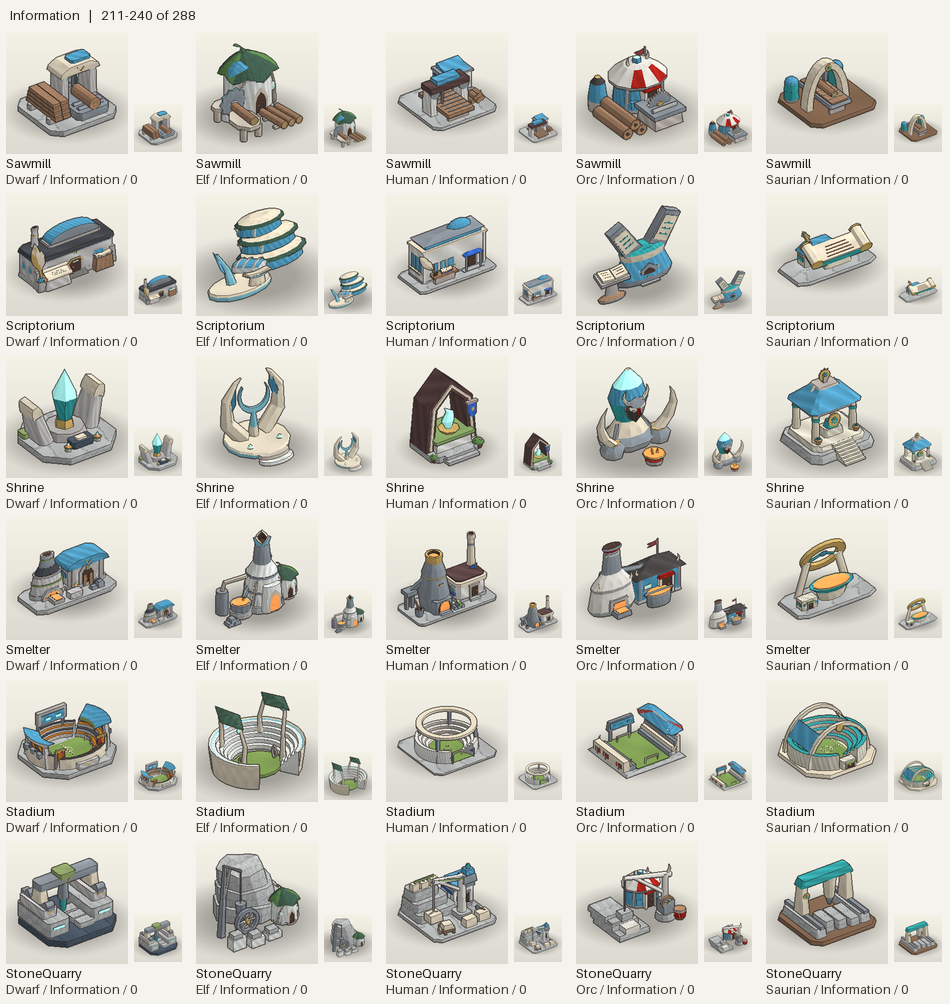 Information | 211-240 of 288
Sawmill
Dwarf / Information / 0
Sawmill
Elf / Information / 0
Sawmill
Human / Information / 0
Sawmill
Orc / Information / 0
Sawmill
Saurian / Information / 0
Scriptorium
Dwarf / Information / 0
Scriptorium
Elf / Information / 0
Scriptorium
Human / Information / 0
Scriptorium
Orc / Information / 0
Scriptorium
Saurian / Information / 0
Shrine
Dwarf / Information / 0
Shrine
Elf / Information / 0
Shrine
Human / Information / 0
Shrine
Orc / Information / 0
Shrine
Saurian / Information / 0
Smelter
Dwarf / Information / 0
Smelter
Elf / Information / 0
Smelter
Human / Information / 0
Smelter
Orc / Information / 0
Smelter
Saurian / Information / 0
Stadium
Dwarf / Information / 0
Stadium
Elf / Information / 0
Stadium
Human / Information / 0
Stadium
Orc / Information / 0
Stadium
Saurian / Information / 0
StoneQuarry
Dwarf / Information / 0
StoneQuarry
Elf / Information / 0
StoneQuarry
Human / Information / 0
StoneQuarry
Orc / Information / 0
StoneQuarry
Saurian / Information / 0